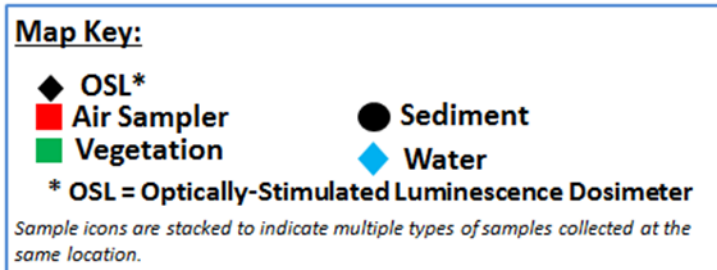 Map Key:
OSL*
Air Sampler
Sediment
Vegetation
Water
* OSL = Optically-Stimulated Luminescence Dosimeter
Sample icons are stacked to indicate multiple types of samples collected at the
same location.